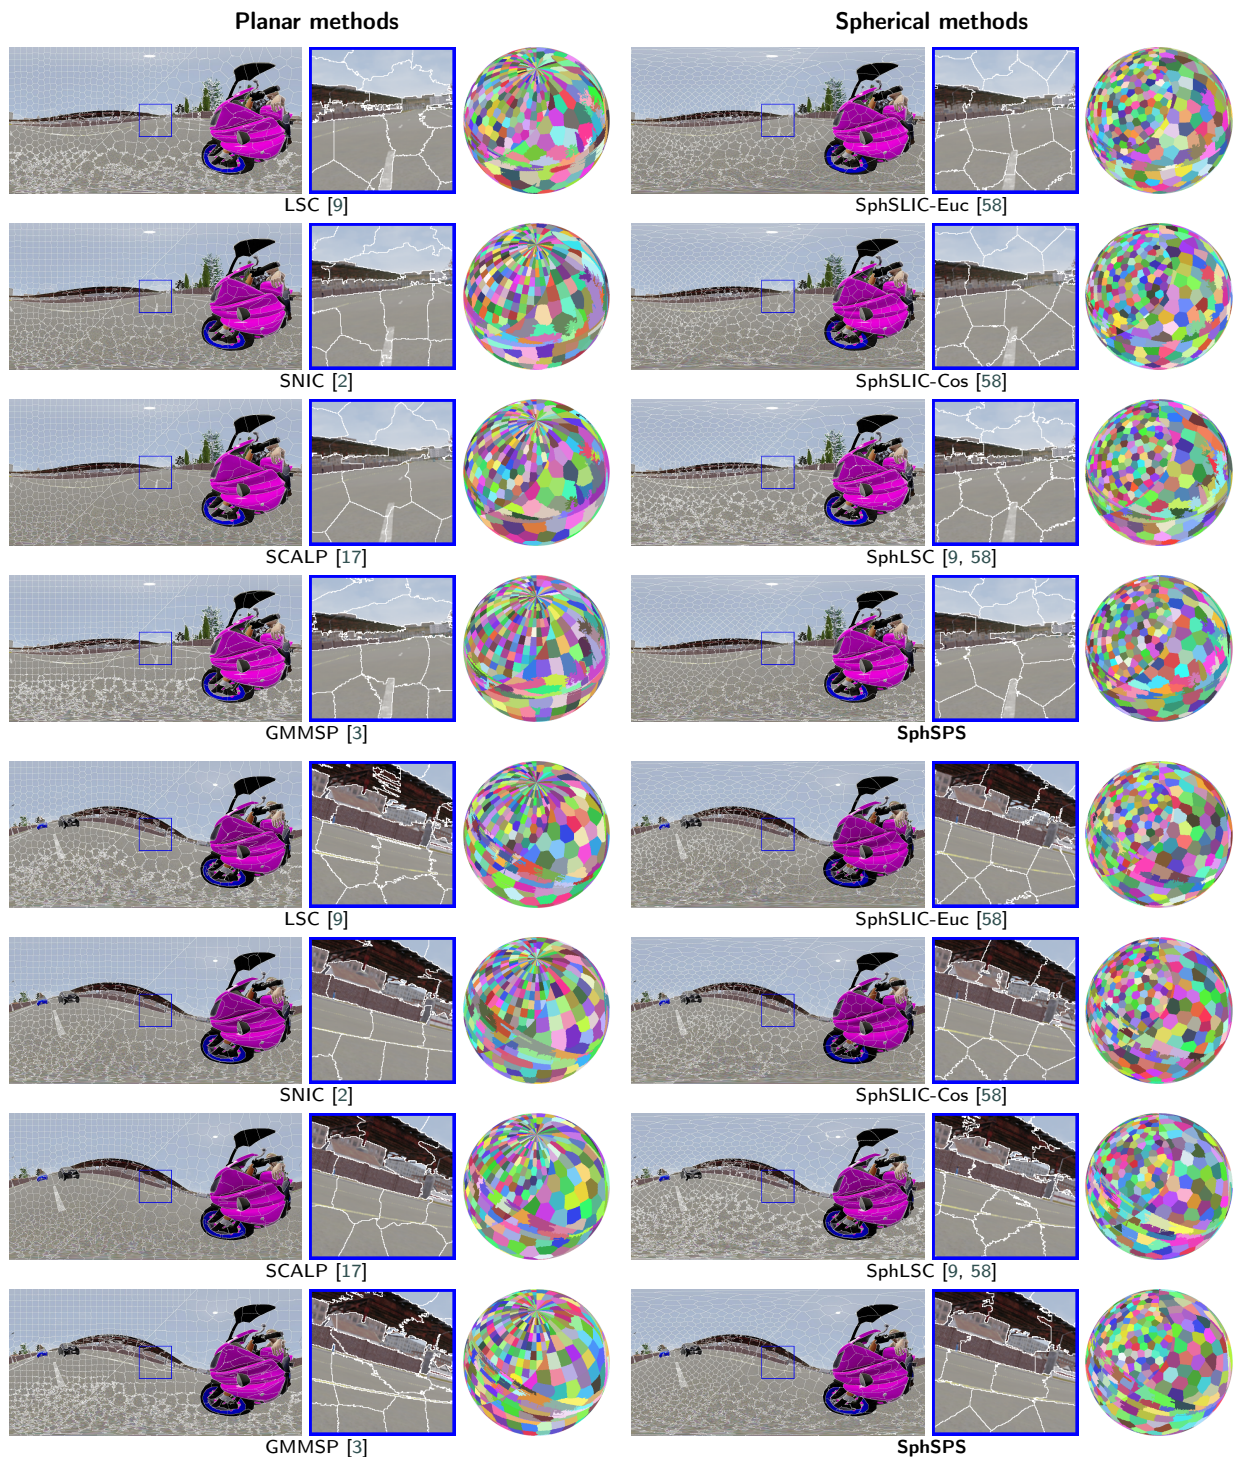 Planar methods
Spherical methods
LSC [9]
SphSLIC-Euc [58]
SNIC [2]
SphSLIC-Cos [58]
SCALP [17]
SphLSC [9, 58]
GMMSP [3]
SphSPS
LSC [9]
SphSLIC-Euc [58]
SNIC [2]
SphSLIC-Cos [58]
SCALP [17]
SphLSC [9, 58]
GMMSP [3]
SphSPS